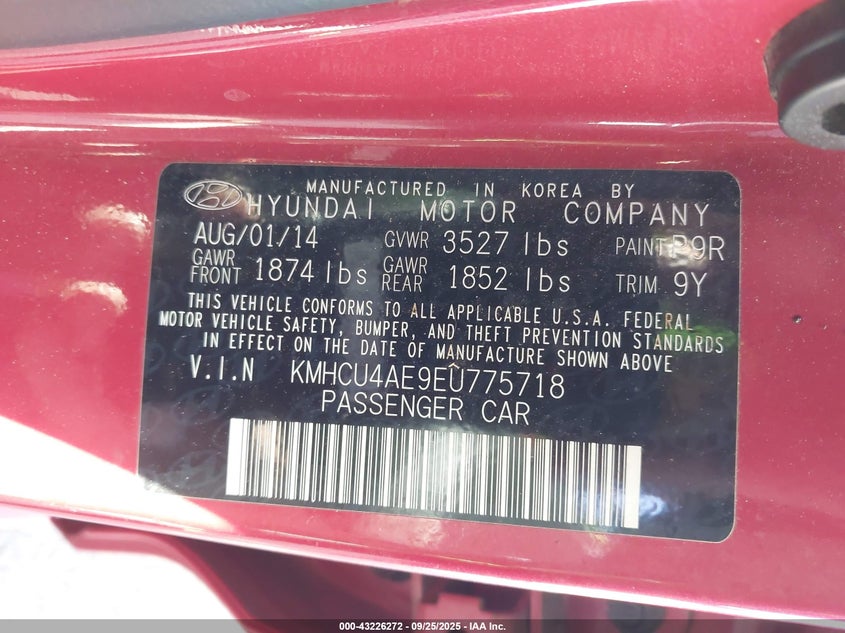 MANUFACTURED IN KOREA BY
HYUNDAI MOTOR COMPANY
AUG/01/14 GVWR 3527 lbs PAINT P9R
GAWR FRONT 1874 lbs GAWR REAR 1852 lbs TRIM 9Y
THIS VEHICLE CONFORMS TO ALL APPLICABLE U.S.A. FEDERAL
MOTOR VEHICLE SAFETY, BUMPER, AND THEFT PREVENTION STANDARDS
IN EFFECT ON THE DATE OF MANUFACTURE SHOWN ABOVE
V.I.N KMHCU4AE9EU775718
PASSENGER CAR
000-43226272 - 09/25/2025 - IAA Inc.